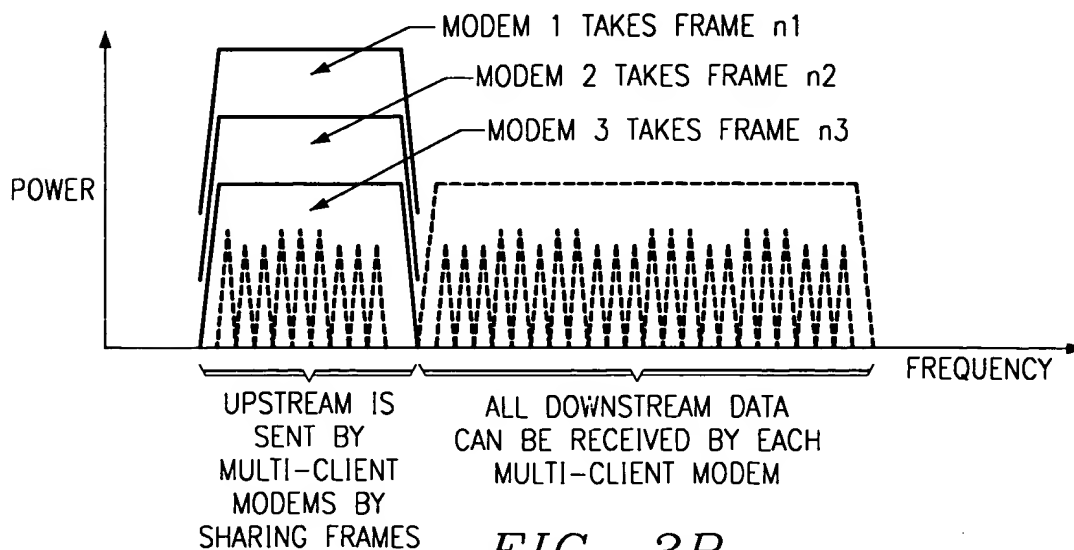 MODEM 1 TAKES FRAME n1
MODEM 2 TAKES FRAME n2
MODEM 3 TAKES FRAME n3
POWER
FREQUENCY
UPSTREAM IS
SENT BY
MULTI-CLIENT
MODEMS BY
SHARING FRAMES
ALL DOWNSTREAM DATA
CAN BE RECEIVED BY EACH
MULTI-CLIENT MODEM
FIG. 3B